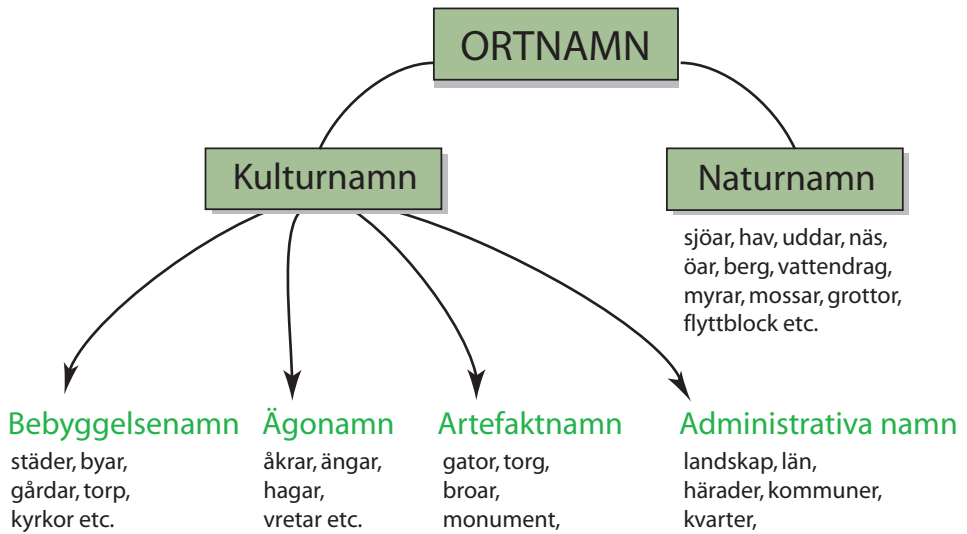 ORTNAMN
Kulturnamn
Naturnamn
sjöar, hav, uddar, näs,
öar, berg, vattendrag,
myrar, mossar, grottor,
flyttblock etc.
Bebyggelsenamn
städer, byar,
gårdar, torp,
kyrkor etc.
Ägonamn
åkrar, ängar,
hagar,
vretar etc.
Artefaktnamn
gator, torg,
broar,
monument,
Administrativa namn
landskap, län,
härader, kommuner,
kvarter,